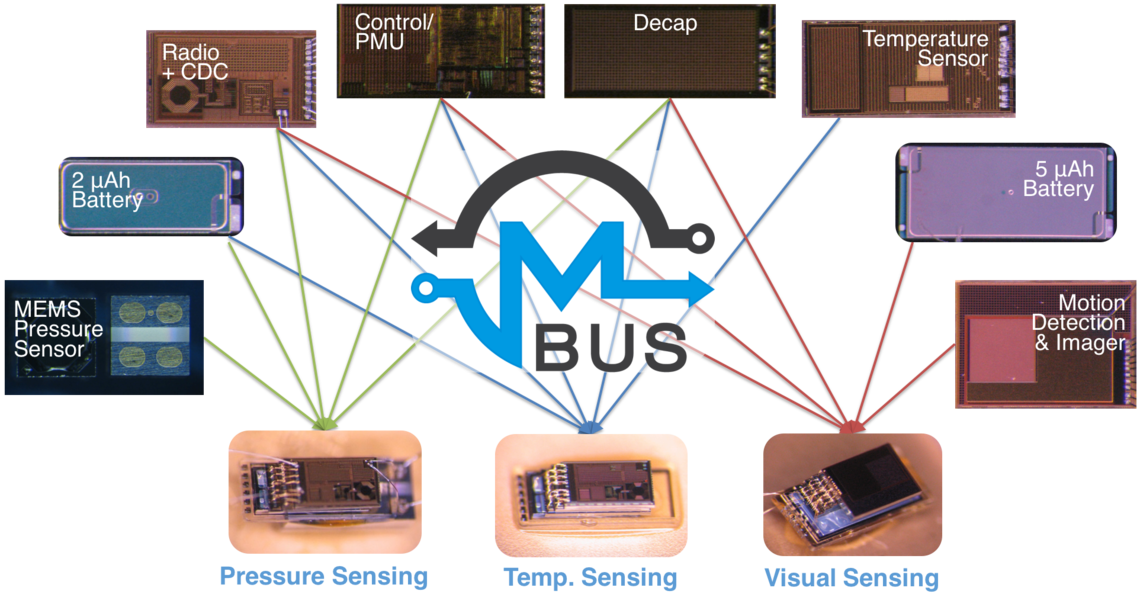 Radio
+ CDC
Control/
PMU
Decap
Temperature
Sensor
2 µAh
Battery
5 µAh
Battery
MEMS
Pressure
Sensor
Motion
Detection
& Imager
M
BUS
Pressure Sensing
Temp. Sensing
Visual Sensing